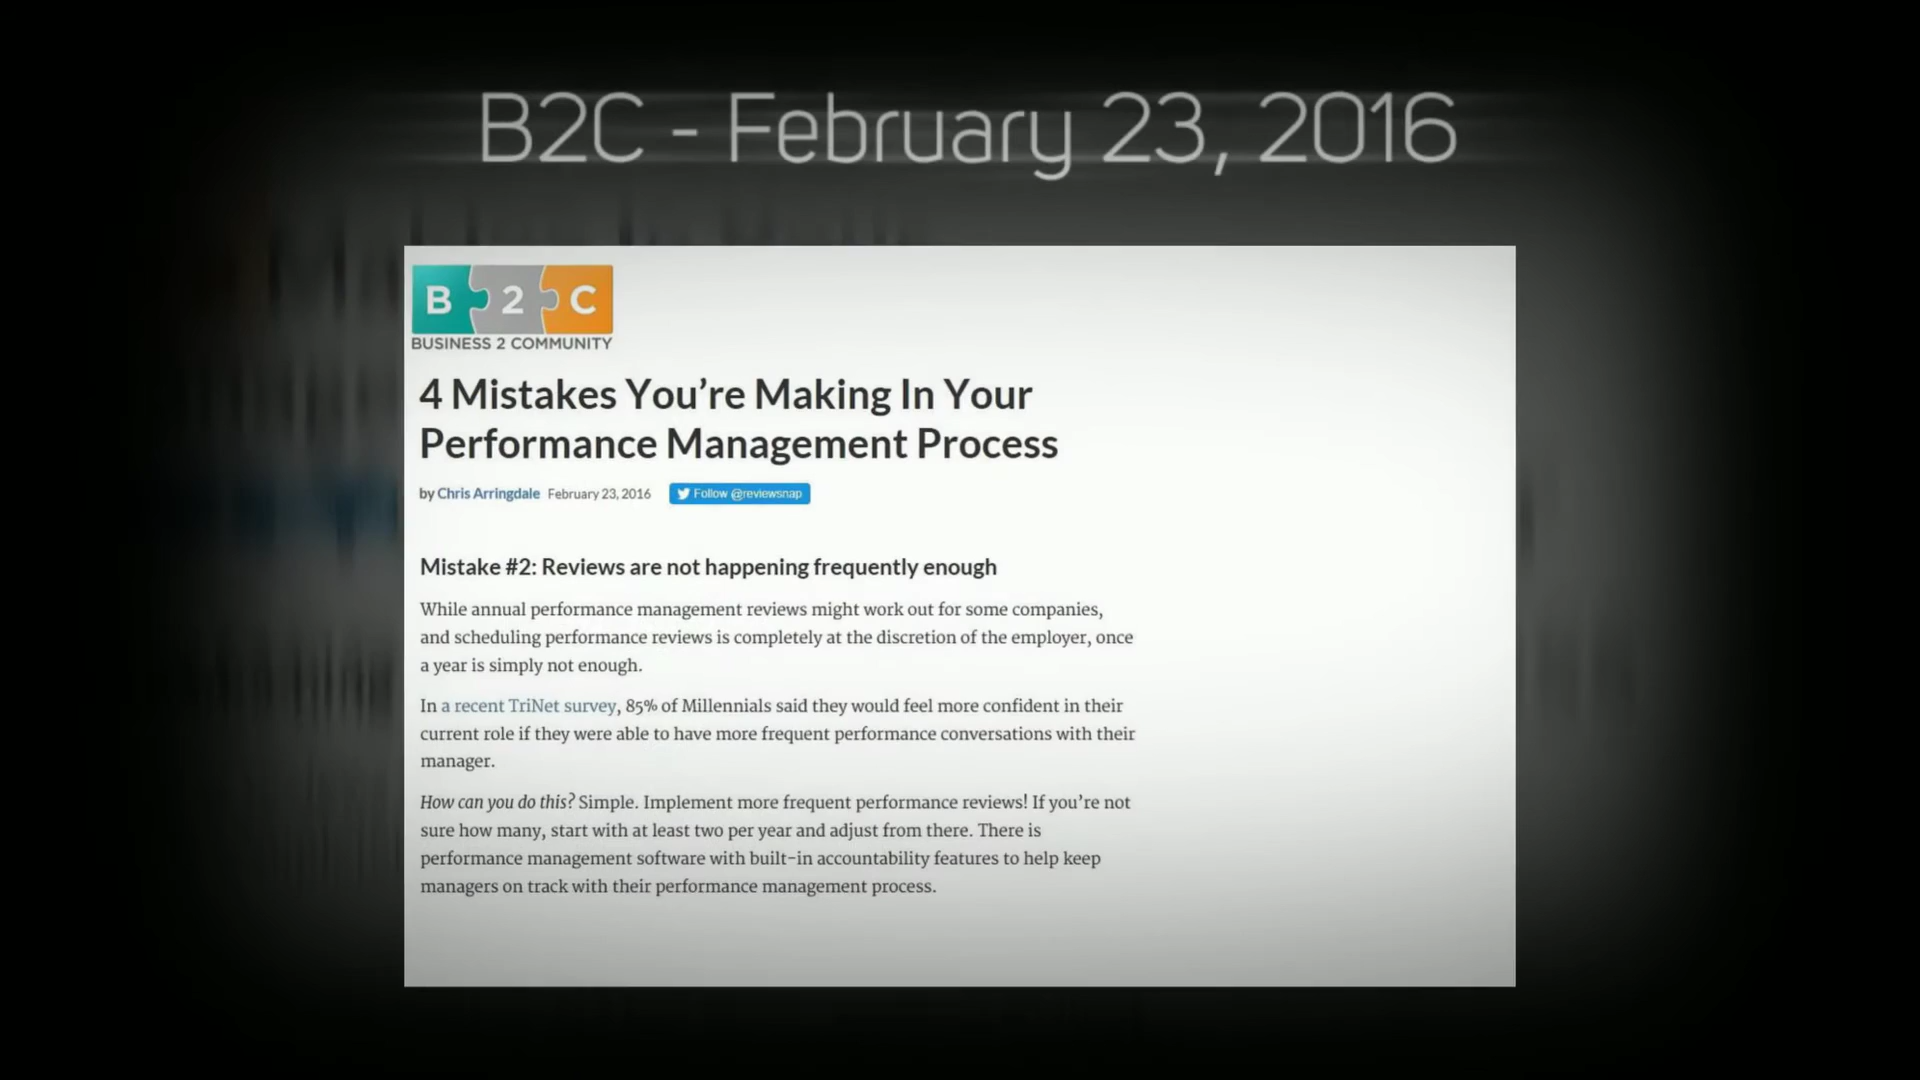 B2C - February 23, 2016
B 2 C
BUSINESS 2 COMMUNITY
4 Mistakes You’re Making In Your
Performance Management Process
by Chris Arringdale February 23, 2016 Follow @reviewsnap
Mistake #2: Reviews are not happening frequently enough
While annual performance management reviews might work out for some companies,
and scheduling performance reviews is completely at the discretion of the employer, once
a year is simply not enough.
In a recent TriNet survey, 85% of Millennials said they would feel more confident in their
current role if they were able to have more frequent performance conversations with their
manager.
How can you do this? Simple. Implement more frequent performance reviews! If you’re not
sure how many, start with at least two per year and adjust from there. There is
performance management software with built-in accountability features to help keep
managers on track with their performance management process.